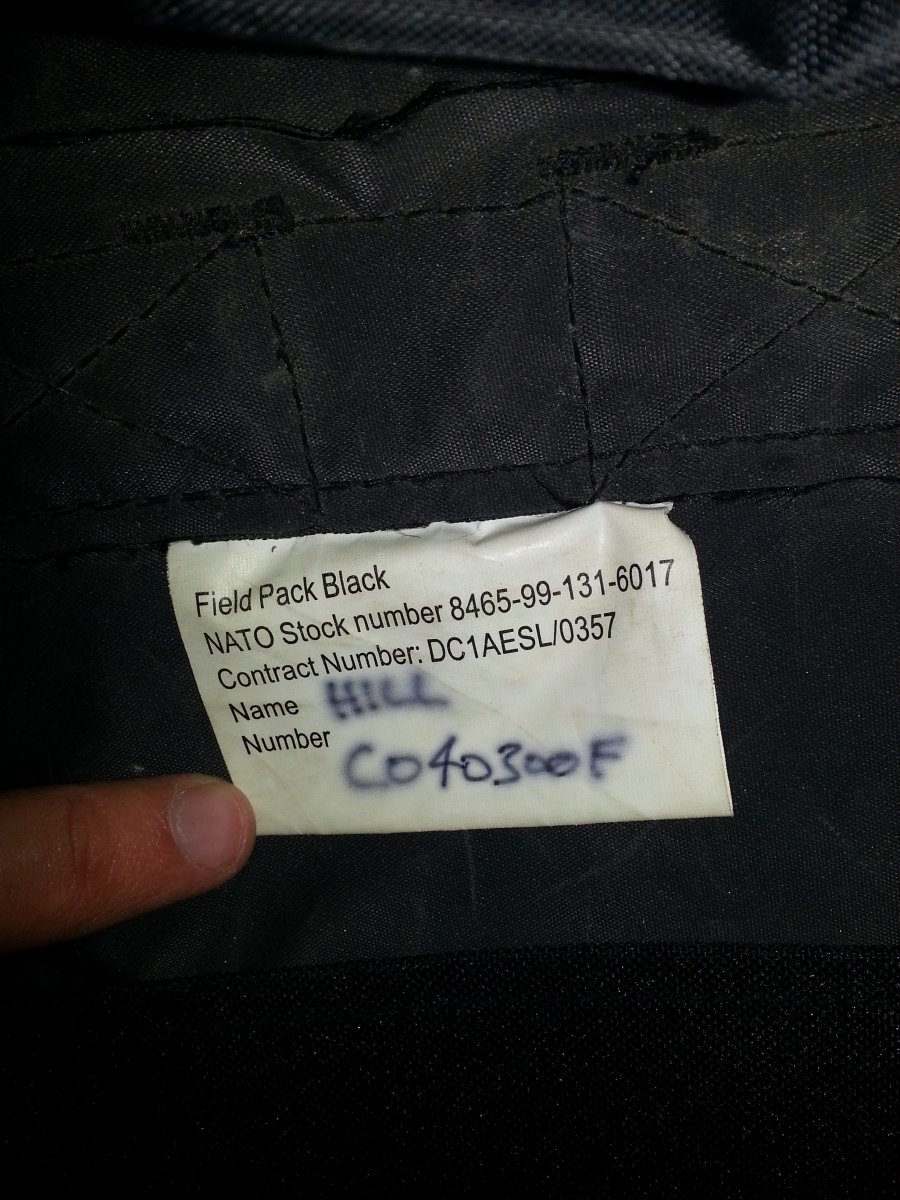 Field Pack Black
NATO Stock number 8465-99-131-6017
Contract Number: DC1AESL/0357
Name HILL
Number C040300F